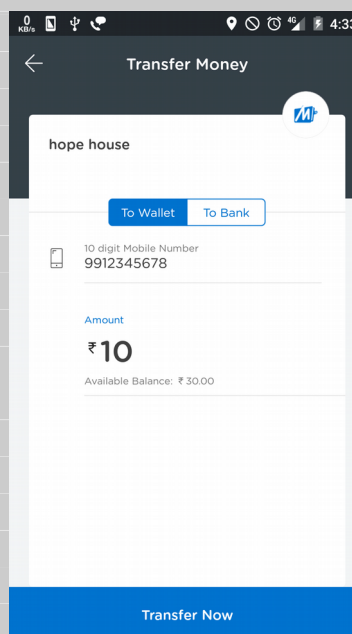 0
KB/s
4G
4:33
Transfer Money
hope house
To Wallet To Bank
10 digit Mobile Number
9912345678
Amount
₹10
Available Balance: ₹ 30.00
Transfer Now